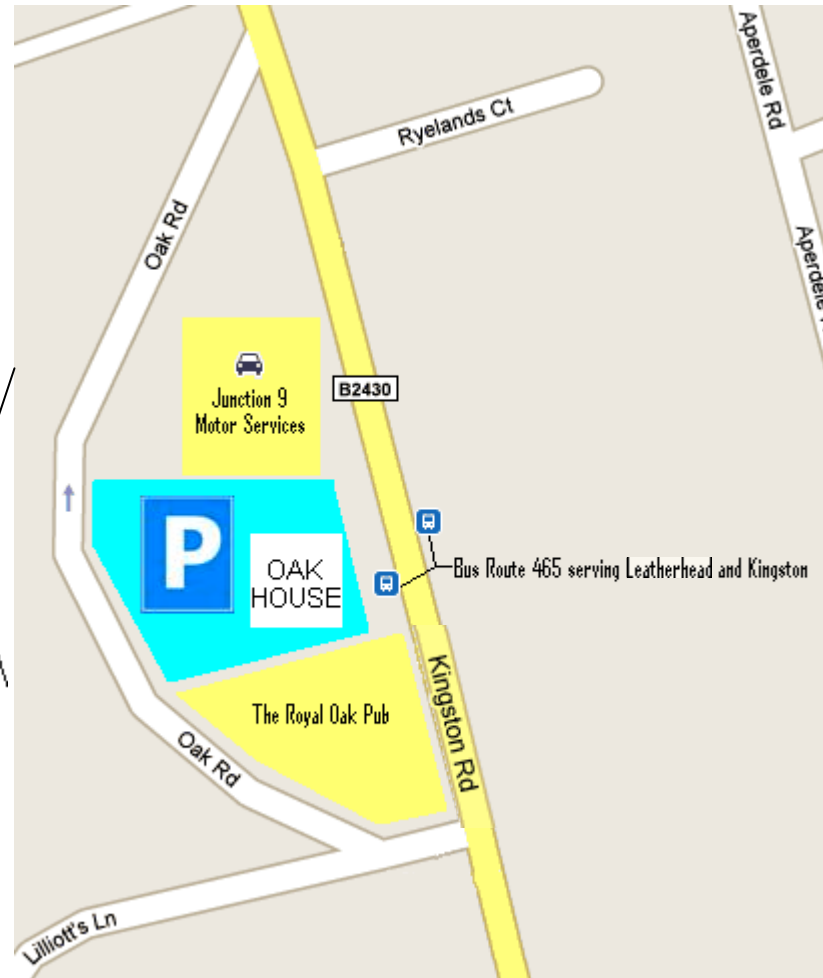 Aperdele Rd
Ryelands Ct
Oak Rd
Aperdele
Junction 9
Motor Services
B2430
P
OAK
HOUSE
Bus Route 465 serving Leatherhead and Kingston
Kingston Rd
The Royal Oak Pub
Oak Rd
Lilliott's Ln